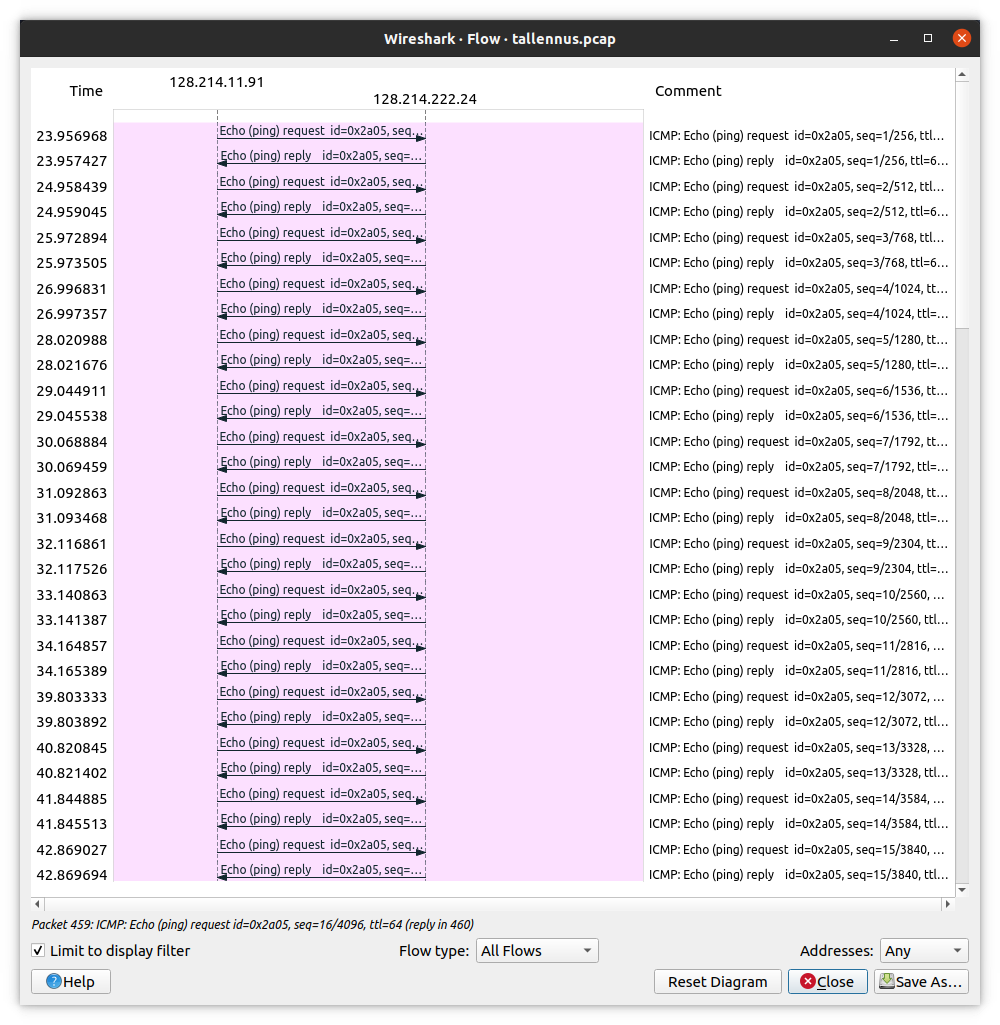 Wireshark · Flow · tallennus.pcap
Time 128.214.11.91 128.214.222.24 Comment
23.956968 Echo (ping) request id=0x2a05, seq… ICMP: Echo (ping) request id=0x2a05, seq=1/256, ttl…
23.957427 Echo (ping) reply id=0x2a05, seq=… ICMP: Echo (ping) reply id=0x2a05, seq=1/256, ttl=6…
24.958439 Echo (ping) request id=0x2a05, seq… ICMP: Echo (ping) request id=0x2a05, seq=2/512, ttl…
24.959045 Echo (ping) reply id=0x2a05, seq=… ICMP: Echo (ping) reply id=0x2a05, seq=2/512, ttl=6…
25.972894 Echo (ping) request id=0x2a05, seq… ICMP: Echo (ping) request id=0x2a05, seq=3/768, ttl…
25.973505 Echo (ping) reply id=0x2a05, seq=… ICMP: Echo (ping) reply id=0x2a05, seq=3/768, ttl=6…
26.996831 Echo (ping) request id=0x2a05, seq… ICMP: Echo (ping) request id=0x2a05, seq=4/1024, tt…
26.997357 Echo (ping) reply id=0x2a05, seq=… ICMP: Echo (ping) reply id=0x2a05, seq=4/1024, ttl=…
28.020988 Echo (ping) request id=0x2a05, seq… ICMP: Echo (ping) request id=0x2a05, seq=5/1280, tt…
28.021676 Echo (ping) reply id=0x2a05, seq=… ICMP: Echo (ping) reply id=0x2a05, seq=5/1280, ttl=…
29.044911 Echo (ping) request id=0x2a05, seq… ICMP: Echo (ping) request id=0x2a05, seq=6/1536, tt…
29.045538 Echo (ping) reply id=0x2a05, seq=… ICMP: Echo (ping) reply id=0x2a05, seq=6/1536, ttl=…
30.068884 Echo (ping) request id=0x2a05, seq… ICMP: Echo (ping) request id=0x2a05, seq=7/1792, tt…
30.069459 Echo (ping) reply id=0x2a05, seq=… ICMP: Echo (ping) reply id=0x2a05, seq=7/1792, ttl=…
31.092863 Echo (ping) request id=0x2a05, seq… ICMP: Echo (ping) request id=0x2a05, seq=8/2048, tt…
31.093468 Echo (ping) reply id=0x2a05, seq=… ICMP: Echo (ping) reply id=0x2a05, seq=8/2048, ttl=…
32.116861 Echo (ping) request id=0x2a05, seq… ICMP: Echo (ping) request id=0x2a05, seq=9/2304, tt…
32.117526 Echo (ping) reply id=0x2a05, seq=… ICMP: Echo (ping) reply id=0x2a05, seq=9/2304, ttl=…
33.140863 Echo (ping) request id=0x2a05, seq… ICMP: Echo (ping) request id=0x2a05, seq=10/2560, …
33.141387 Echo (ping) reply id=0x2a05, seq=… ICMP: Echo (ping) reply id=0x2a05, seq=10/2560, ttl…
34.164857 Echo (ping) request id=0x2a05, seq… ICMP: Echo (ping) request id=0x2a05, seq=11/2816, …
34.165389 Echo (ping) reply id=0x2a05, seq=… ICMP: Echo (ping) reply id=0x2a05, seq=11/2816, ttl…
39.803333 Echo (ping) request id=0x2a05, seq… ICMP: Echo (ping) request id=0x2a05, seq=12/3072, …
39.803892 Echo (ping) reply id=0x2a05, seq=… ICMP: Echo (ping) reply id=0x2a05, seq=12/3072, ttl…
40.820845 Echo (ping) request id=0x2a05, seq… ICMP: Echo (ping) request id=0x2a05, seq=13/3328, …
40.821402 Echo (ping) reply id=0x2a05, seq=… ICMP: Echo (ping) reply id=0x2a05, seq=13/3328, ttl…
41.844885 Echo (ping) request id=0x2a05, seq… ICMP: Echo (ping) request id=0x2a05, seq=14/3584, …
41.845513 Echo (ping) reply id=0x2a05, seq=… ICMP: Echo (ping) reply id=0x2a05, seq=14/3584, ttl…
42.869027 Echo (ping) request id=0x2a05, seq… ICMP: Echo (ping) request id=0x2a05, seq=15/3840, …
42.869694 Echo (ping) reply id=0x2a05, seq=… ICMP: Echo (ping) reply id=0x2a05, seq=15/3840, ttl…
Packet 459: ICMP: Echo (ping) request id=0x2a05, seq=16/4096, ttl=64 (reply in 460)
Limit to display filter Flow type: All Flows Addresses: Any
Help Reset Diagram Close Save As…